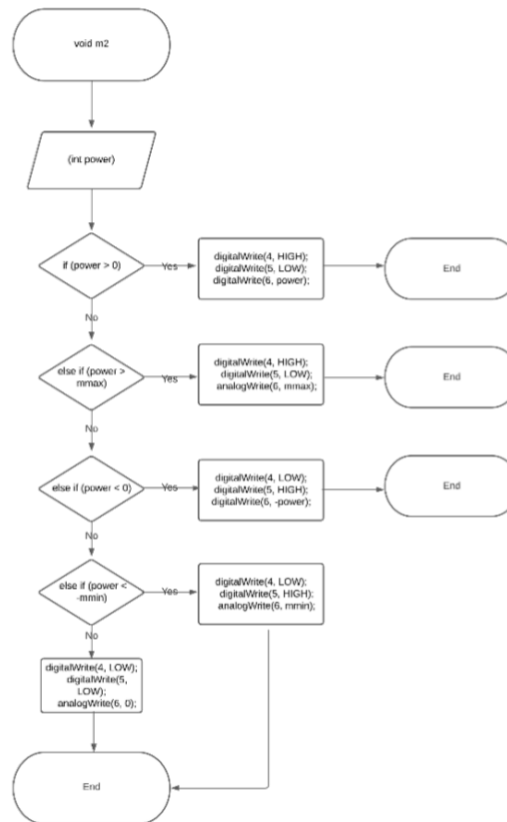 void m2
(int power)
if (power > 0)
Yes
digitalWrite(4, HIGH);
digitalWrite(5, LOW);
digitalWrite(6, power);
End
No
else if (power >
mmax)
Yes
digitalWrite(4, HIGH);
digitalWrite(5, LOW);
analogWrite(6, mmax);
End
No
else if (power < 0)
Yes
digitalWrite(4, LOW);
digitalWrite(5, HIGH);
digitalWrite(6, -power);
End
No
else if (power <
-mmin)
Yes
digitalWrite(4, LOW);
digitalWrite(5, HIGH);
analogWrite(6, mmin);
No
digitalWrite(4, LOW);
digitalWrite(5,
LOW);
analogWrite(6, 0);
End